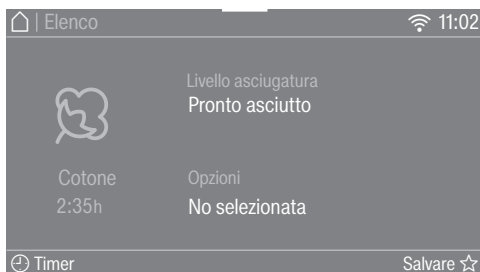 | Elenco 11:02
Livello asciugatura
Pronto asciutto
Cotone
Opzioni
2:35h
No selezionata
Timer
Salvare